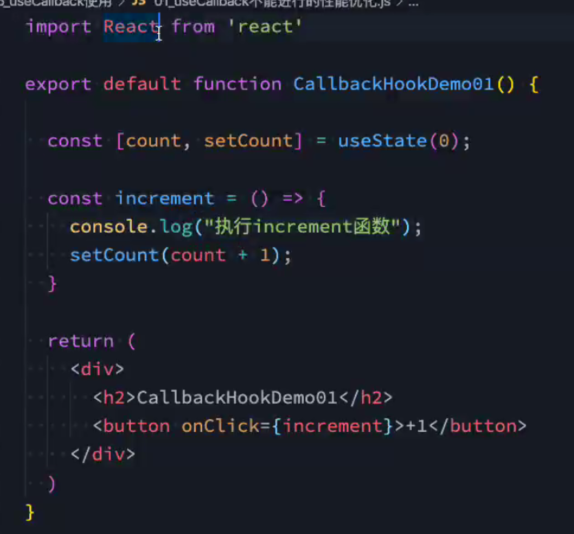 _useCallback使用 > JS 01_useCallback不能进行的性能优化.js > ...
import React from 'react'
export default function CallbackHookDemo01() {
const [count, setCount] = useState(0);
const increment = () => {
console.log("执行increment函数");
setCount(count + 1);
}
return (
<div>
<h2>CallbackHookDemo01</h2>
<button onClick={increment}>+1</button>
</div>
)
}